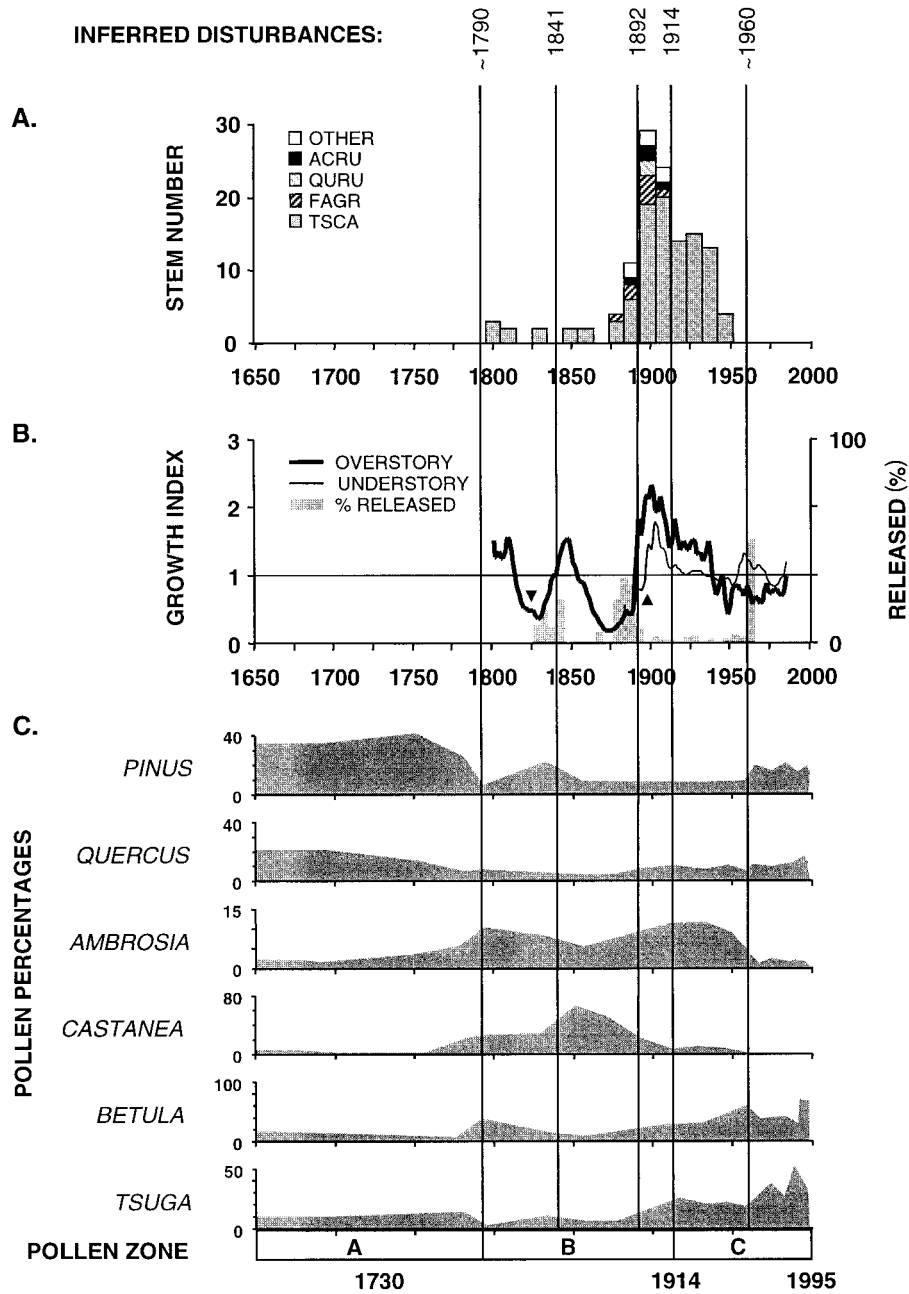 INFERRED DISTURBANCES:
~1790
1841
1892
1914
~1960
A.
STEM NUMBER
30
20
10
0
OTHER
ACRU
QURU
FAGR
TSCA
1650 1700 1750 1800 1850 1900 1950 2000
B.
GROWTH INDEX
3
2
1
0
OVERSTORY
UNDERSTORY
% RELEASED
100
0
RELEASED (%)
1650 1700 1750 1800 1850 1900 1950 2000
C.
POLLEN PERCENTAGES
PINUS
40
0
QUERCUS
40
0
AMBROSIA
15
0
CASTANEA
80
0
BETULA
100
0
TSUGA
50
0
POLLEN ZONE A B C
1730 1914 1995